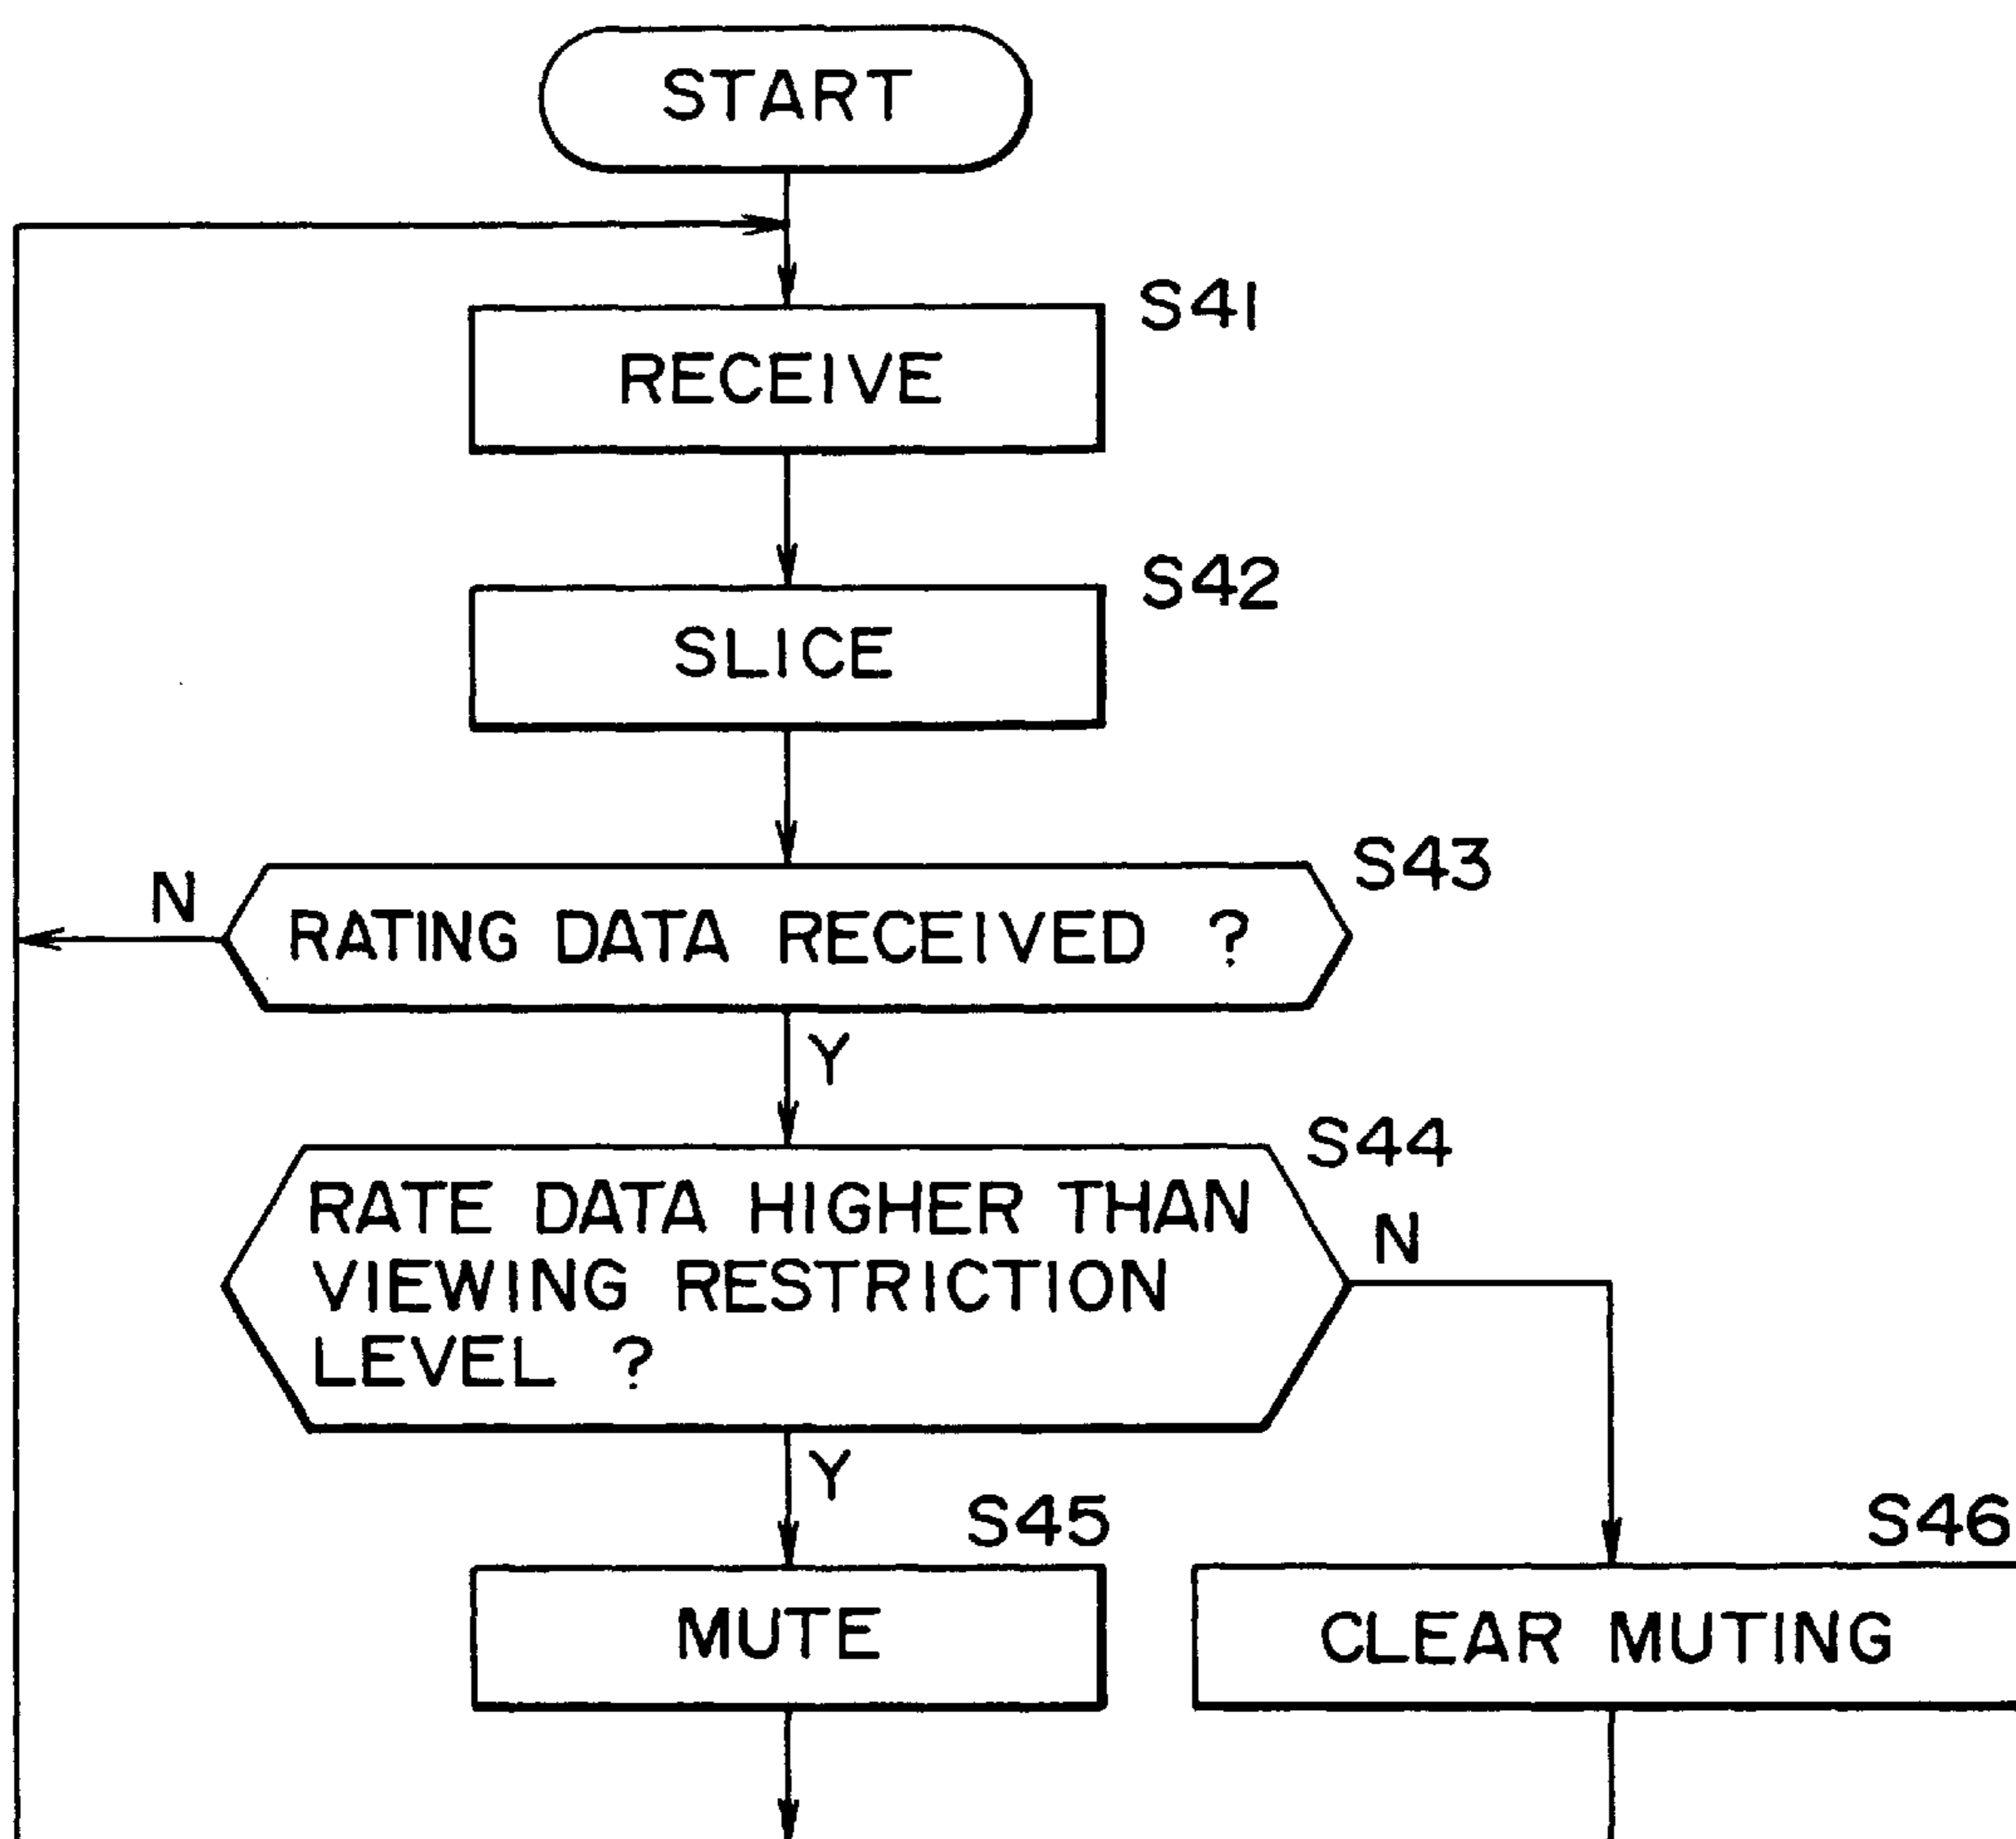 START
S41
RECEIVE
S42
SLICE
S43
N
RATING DATA RECEIVED ?
Y
S44
RATE DATA HIGHER THAN
VIEWING RESTRICTION
LEVEL ?
N
Y
S45
S46
MUTE
CLEAR MUTING